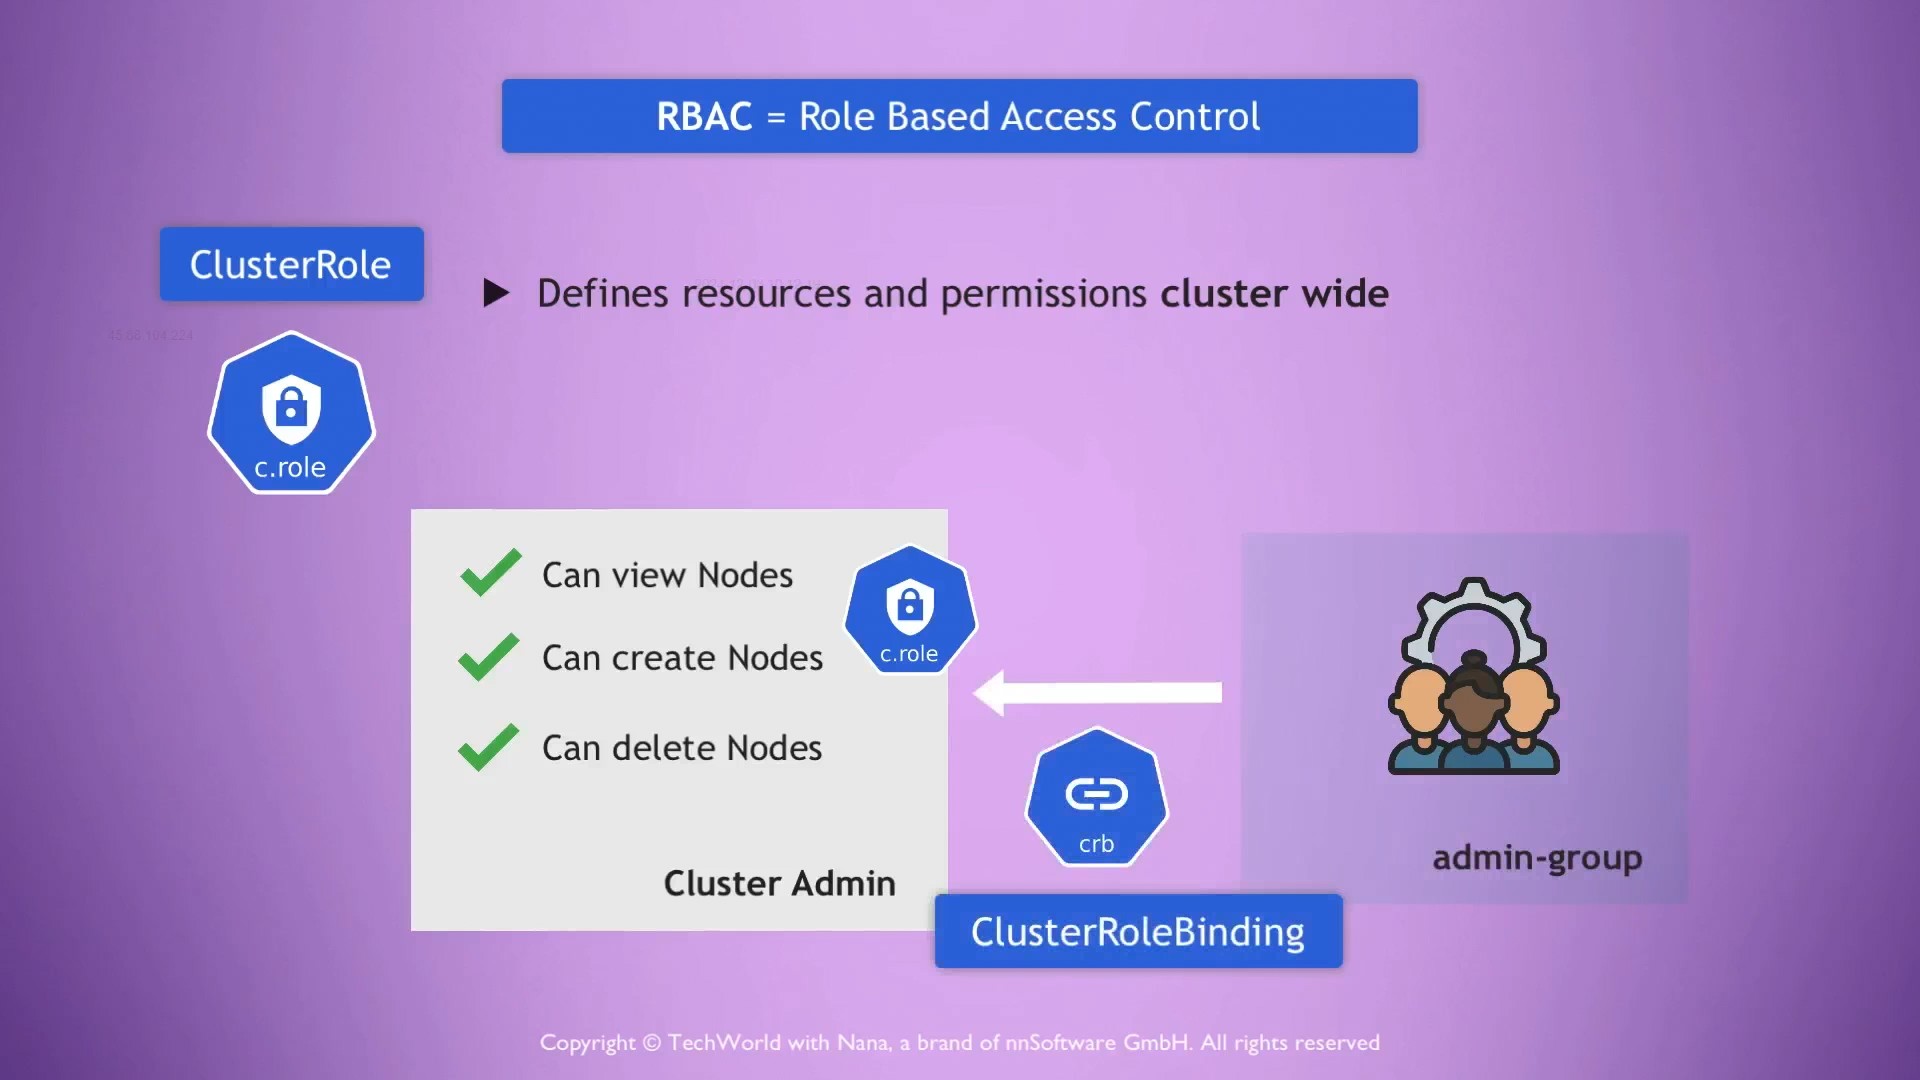 RBAC = Role Based Access Control
ClusterRole
▶ Defines resources and permissions cluster wide
c.role
Can view Nodes
c.role
Can create Nodes
Can delete Nodes
crb
admin-group
Cluster Admin
ClusterRoleBinding
Copyright © TechWorld with Nana, a brand of nnSoftware GmbH. All rights reserved